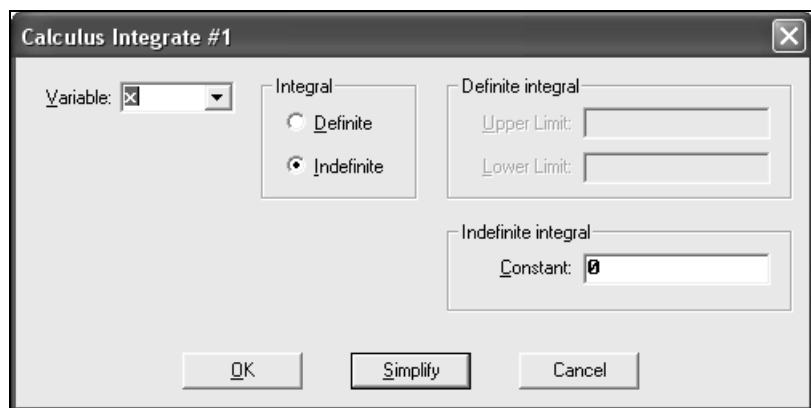 Calculus Integrate #1
Variable: x
Integral
Definite
Indefinite
Definite integral
Upper Limit:
Lower Limit:
Indefinite integral
Constant: 0
OK Simplify Cancel